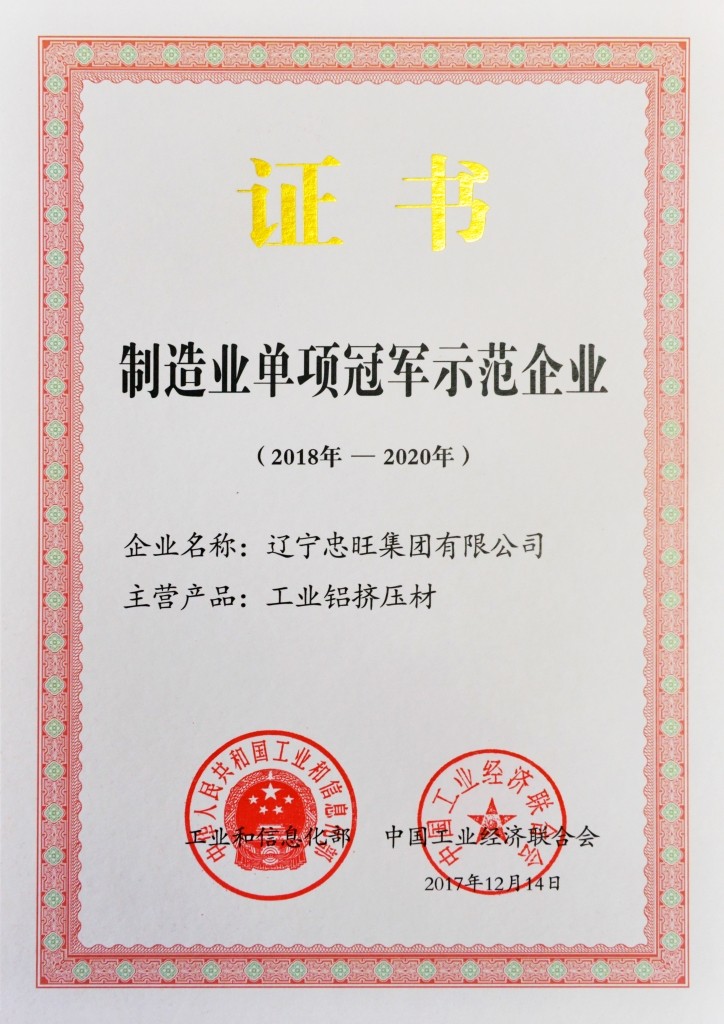 证书
制造业单项冠军示范企业
（2018年 — 2020年）
企业名称：辽宁忠旺集团有限公司
主营产品：工业铝挤压材
中华人民共和国工业和信息化部
中国工业经济联合会
工业和信息化部 中国工业经济联合会
2017年12月14日